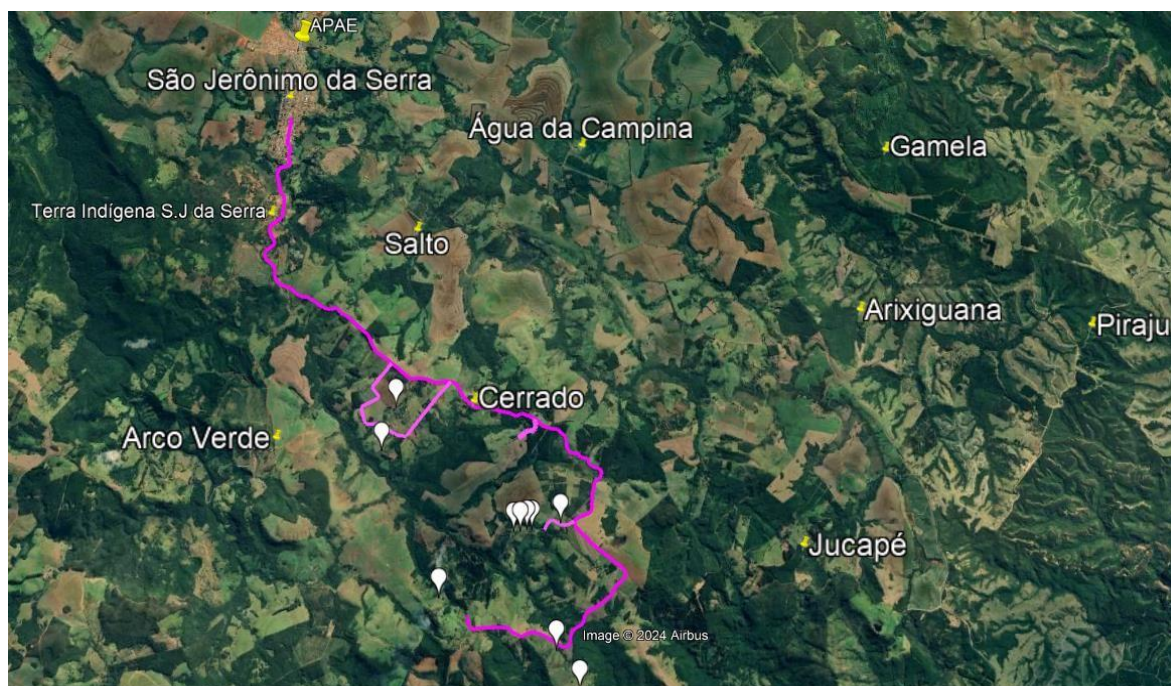 APAE
São Jerônimo da Serra
Água da Campina
Gamela
Terra Indígena S.J da Serra
Salto
Arixiguana
Piraju
Cerrado
Arco Verde
Jucapé
Image © 2024 Airbus